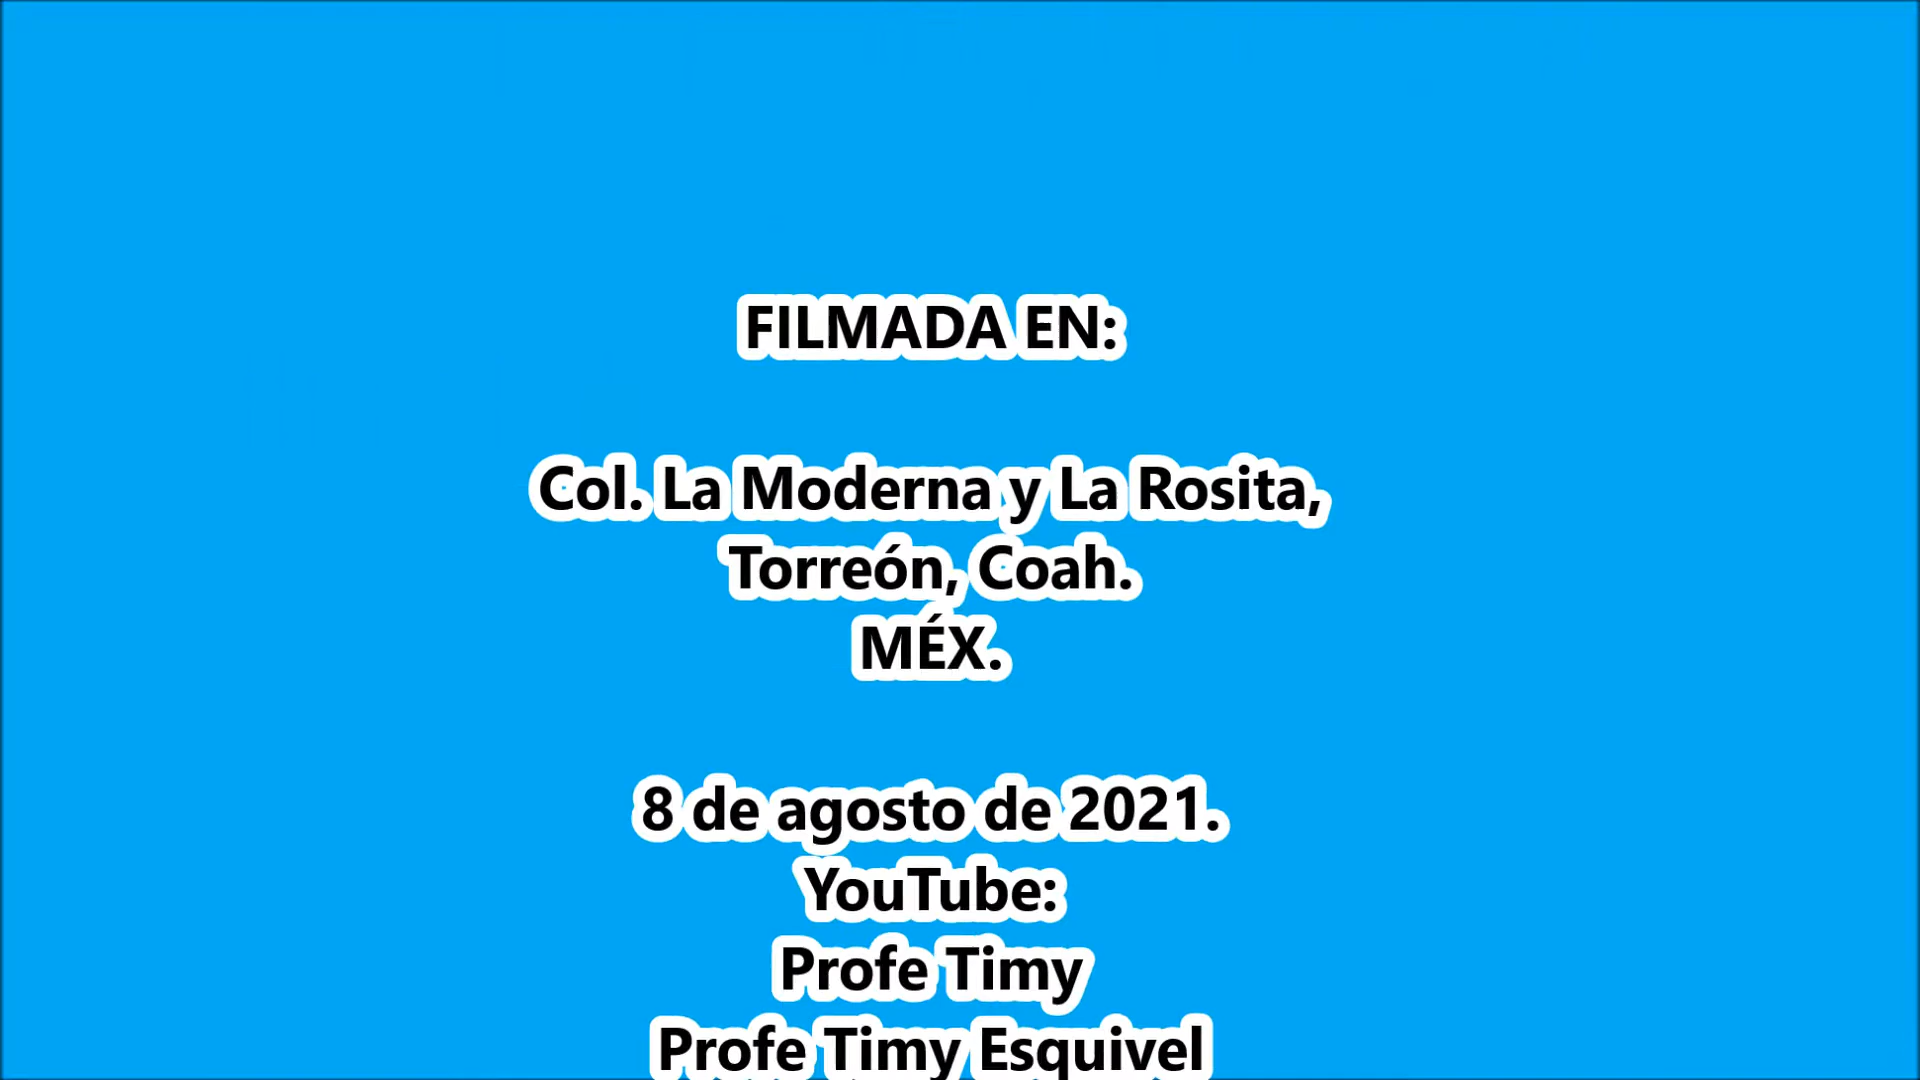 FILMADA EN:
Col. La Moderna y La Rosita,
Torreón, Coah.
MÉX.
8 de agosto de 2021.
YouTube:
Profe Timy
Profe Timy Esquivel